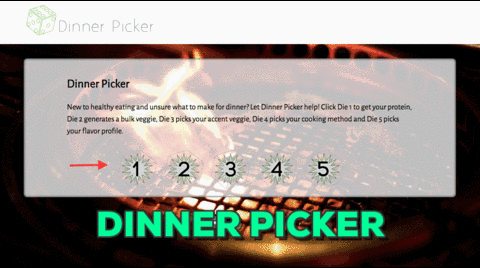 Dinner Picker
Dinner Picker
New to healthy eating and unsure what to make for dinner? Let Dinner Picker help! Click Die 1 to get your protein,
Die 2 generates a bulk veggie, Die 3 picks your accent veggie, Die 4 picks your cooking method and Die 5 picks
your flavor profile.
1 2 3 4 5
DINNER PICKER